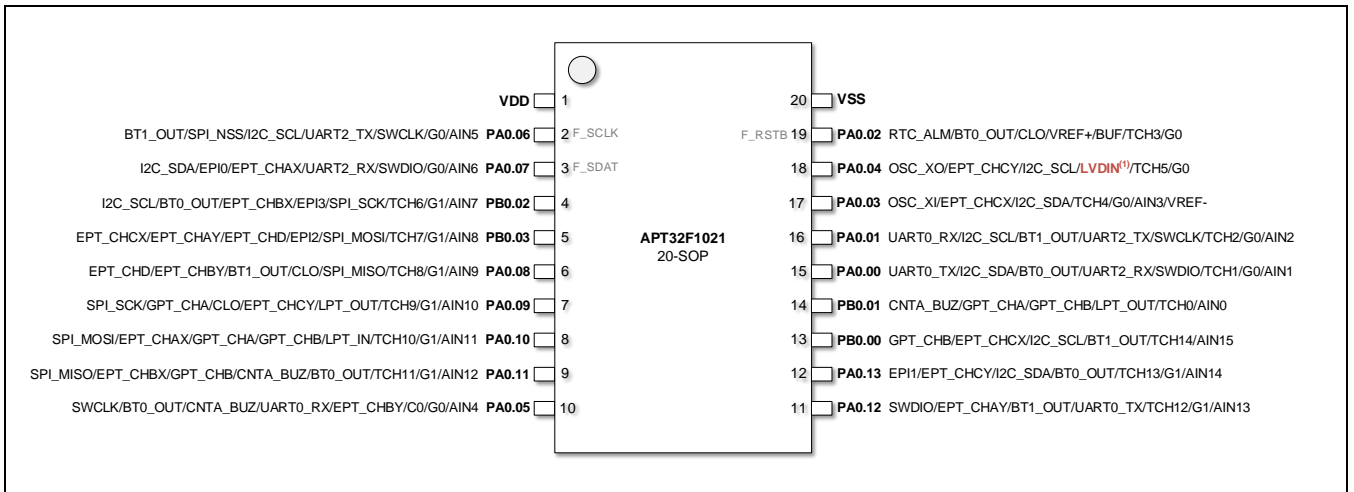 VDD 1 20 VSS
BT1_OUT/SPI_NSS/I2C_SCL/UART2_TX/SWCLK/G0/AIN5 PA0.06 2 F_SCLK F_RSTB 19 PA0.02 RTC_ALM/BT0_OUT/CLO/VREF+/BUF/TCH3/G0
I2C_SDA/EPI0/EPT_CHAX/UART2_RX/SWDIO/G0/AIN6 PA0.07 3 F_SDAT 18 PA0.04 OSC_XO/EPT_CHCY/I2C_SCL/LVDIN(1)/TCH5/G0
I2C_SCL/BT0_OUT/EPT_CHBX/EPI3/SPI_SCK/TCH6/G1/AIN7 PB0.02 4 17 PA0.03 OSC_XI/EPT_CHCX/I2C_SDA/TCH4/G0/AIN3/VREF-
EPT_CHCX/EPT_CHAY/EPT_CHD/EPI2/SPI_MOSI/TCH7/G1/AIN8 PB0.03 5 APT32F1021 16 PA0.01 UART0_RX/I2C_SCL/BT1_OUT/UART2_TX/SWCLK/TCH2/G0/AIN2
20-SOP
EPT_CHD/EPT_CHBY/BT1_OUT/CLO/SPI_MISO/TCH8/G1/AIN9 PA0.08 6 15 PA0.00 UART0_TX/I2C_SDA/BT0_OUT/UART2_RX/SWDIO/TCH1/G0/AIN1
SPI_SCK/GPT_CHA/CLO/EPT_CHCY/LPT_OUT/TCH9/G1/AIN10 PA0.09 7 14 PB0.01 CNTA_BUZ/GPT_CHA/GPT_CHB/LPT_OUT/TCH0/AIN0
SPI_MOSI/EPT_CHAX/GPT_CHA/GPT_CHB/LPT_IN/TCH10/G1/AIN11 PA0.10 8 13 PB0.00 GPT_CHB/EPT_CHCX/I2C_SCL/BT1_OUT/TCH14/AIN15
SPI_MISO/EPT_CHBX/GPT_CHB/CNTA_BUZ/BT0_OUT/TCH11/G1/AIN12 PA0.11 9 12 PA0.13 EPI1/EPT_CHCY/I2C_SDA/BT0_OUT/TCH13/G1/AIN14
SWCLK/BT0_OUT/CNTA_BUZ/UART0_RX/EPT_CHBY/C0/G0/AIN4 PA0.05 10 11 PA0.12 SWDIO/EPT_CHAY/BT1_OUT/UART0_TX/TCH12/G1/AIN13